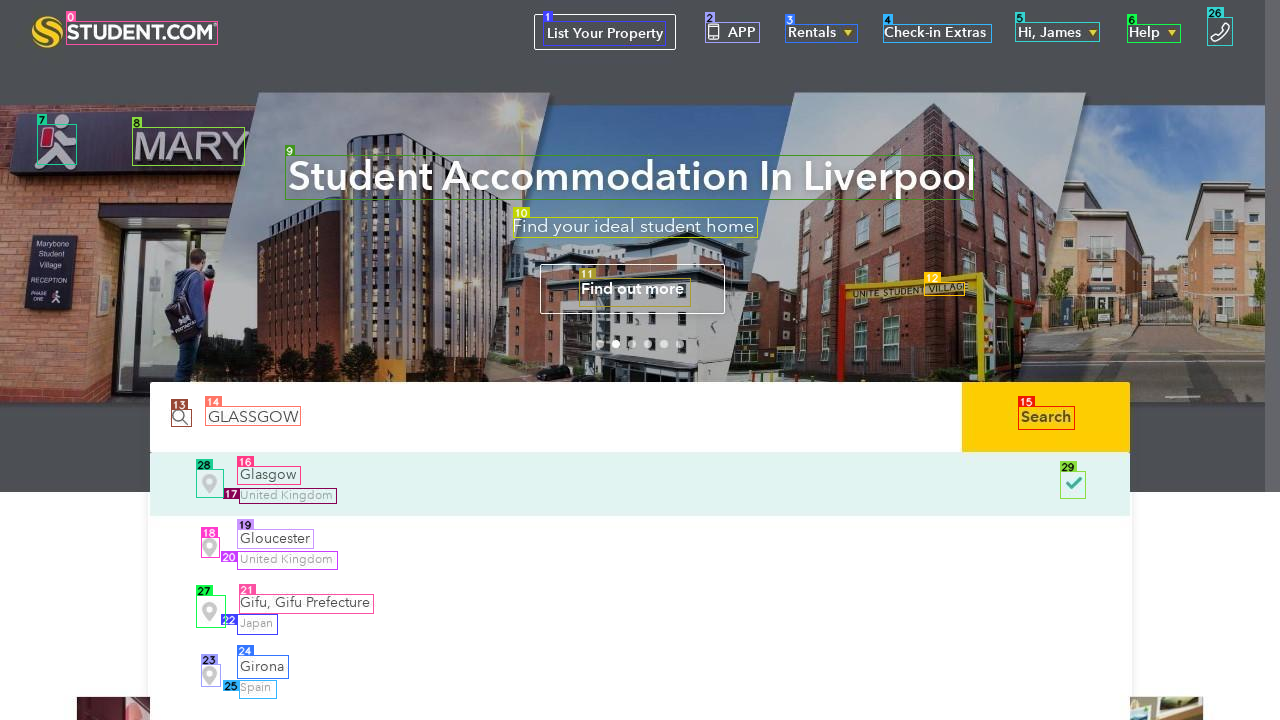 STUDENT.COM
List Your Property
APP
Rentals
Check-in Extras
Hi, James
Help
MARY
Student Accommodation In Liverpool
Find your ideal student home
Marybone
Student
Village
RECEPTION
PHASE
ONE
Find out more
UNITE STUDENT VILLAGE
GLASSGOW
Search
Glasgow
United Kingdom
Gloucester
United Kingdom
Gifu, Gifu Prefecture
Japan
Girona
Spain
0
1
2
3
4
5
6
26
7
8
9
10
11
12
13
14
15
28
16
17
29
18
19
20
27
21
22
23
24
25